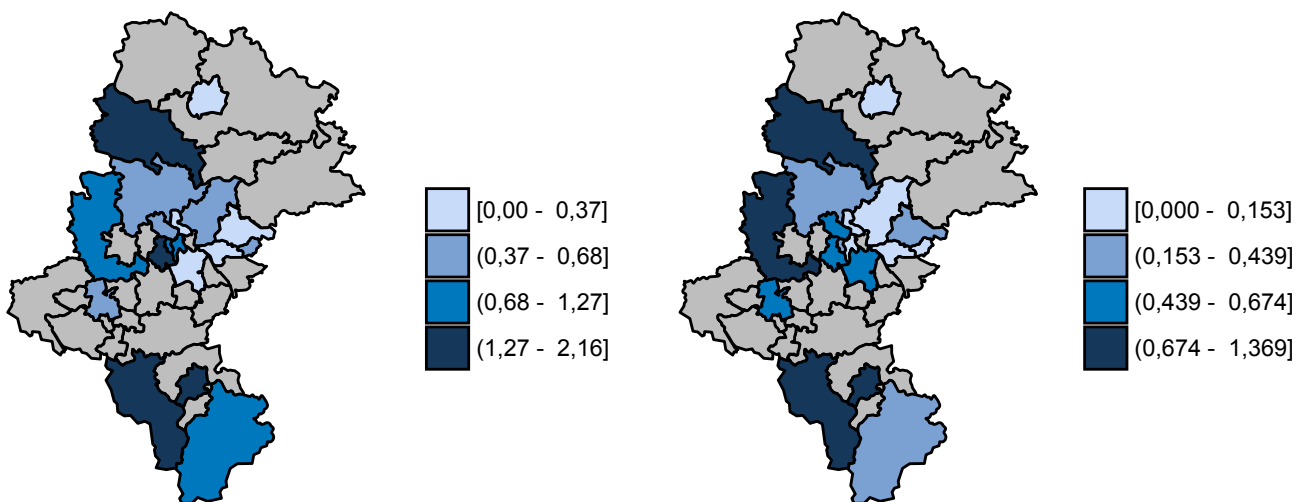 [0,00 - 0,37]
(0,37 - 0,68]
(0,68 - 1,27]
(1,27 - 2,16]
[0,000 - 0,153]
(0,153 - 0,439]
(0,439 - 0,674]
(0,674 - 1,369]